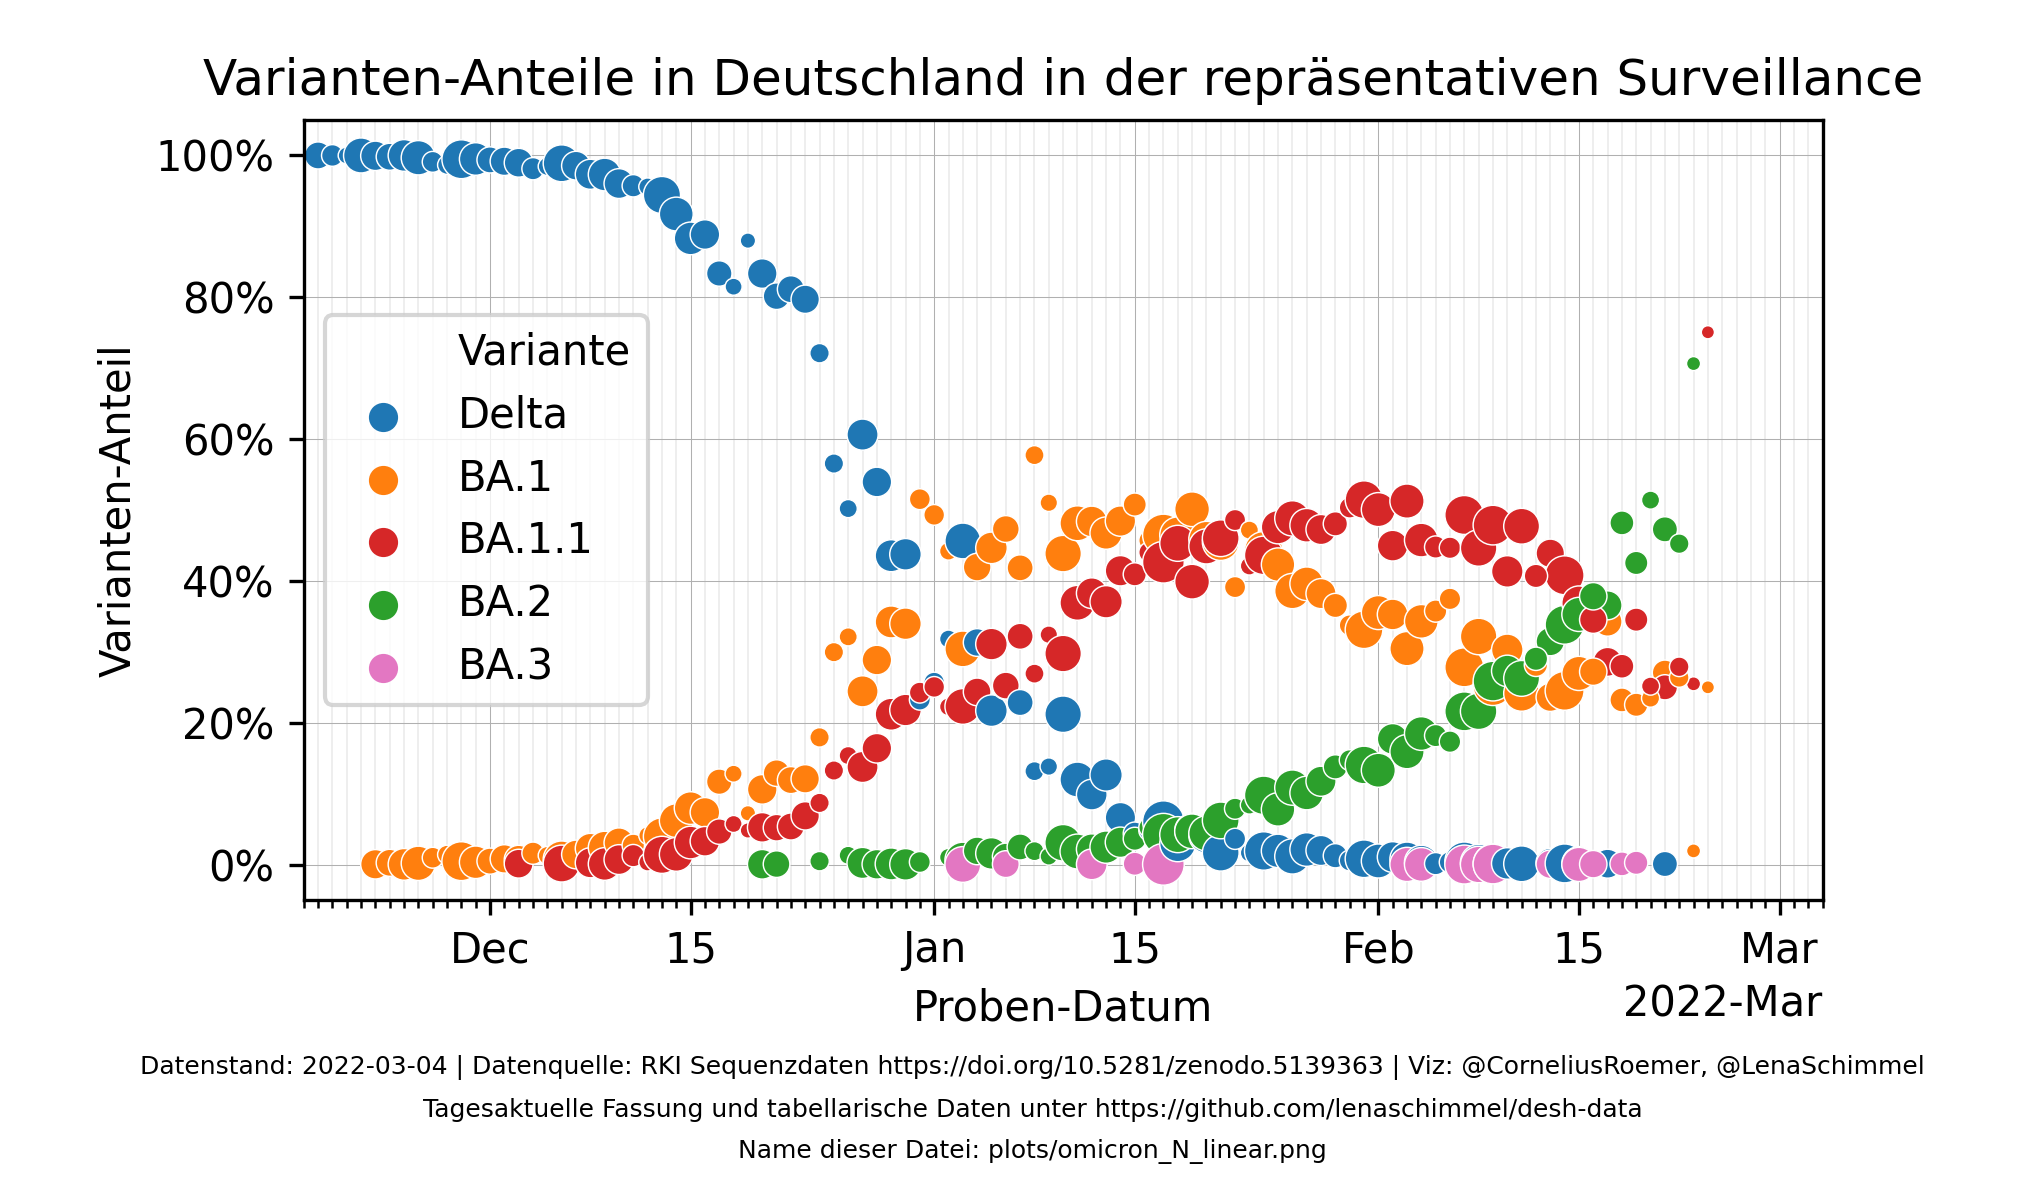 Varianten-Anteile in Deutschland in der repräsentativen Surveillance
100%
80%
60%
40%
20%
0%
Varianten-Anteil
Variante
Delta
BA.1
BA.1.1
BA.2
BA.3
Dec 15 Jan 15 Feb 15 Mar
Proben-Datum
2022-Mar
Datenstand: 2022-03-04 | Datenquelle: RKI Sequenzdaten https://doi.org/10.5281/zenodo.5139363 | Viz: @CorneliusRoemer, @LenaSchimmel
Tagesaktuelle Fassung und tabellarische Daten unter https://github.com/lenaschimmel/desh-data
Name dieser Datei: plots/omicron_N_linear.png